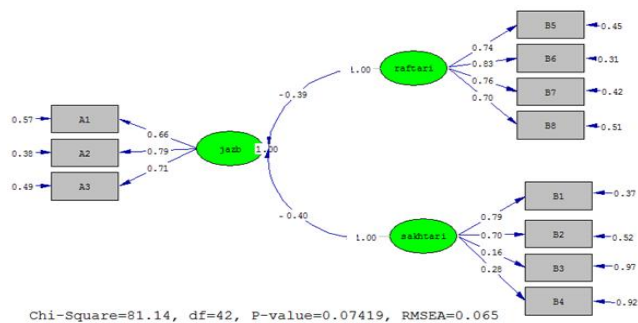 0.74
B5
0.45
0.83
B6
0.31
1.00
raftari
0.76
B7
0.42
0.70
B8
0.51
-0.39
0.57
A1
0.66
0.38
A2
0.79
jazb
1.00
0.49
A3
0.71
-0.40
1.00
sakhtari
0.79
B1
0.37
0.70
B2
0.52
0.16
B3
0.97
0.28
B4
0.92
Chi-Square=81.14, df=42, P-value=0.07419, RMSEA=0.065